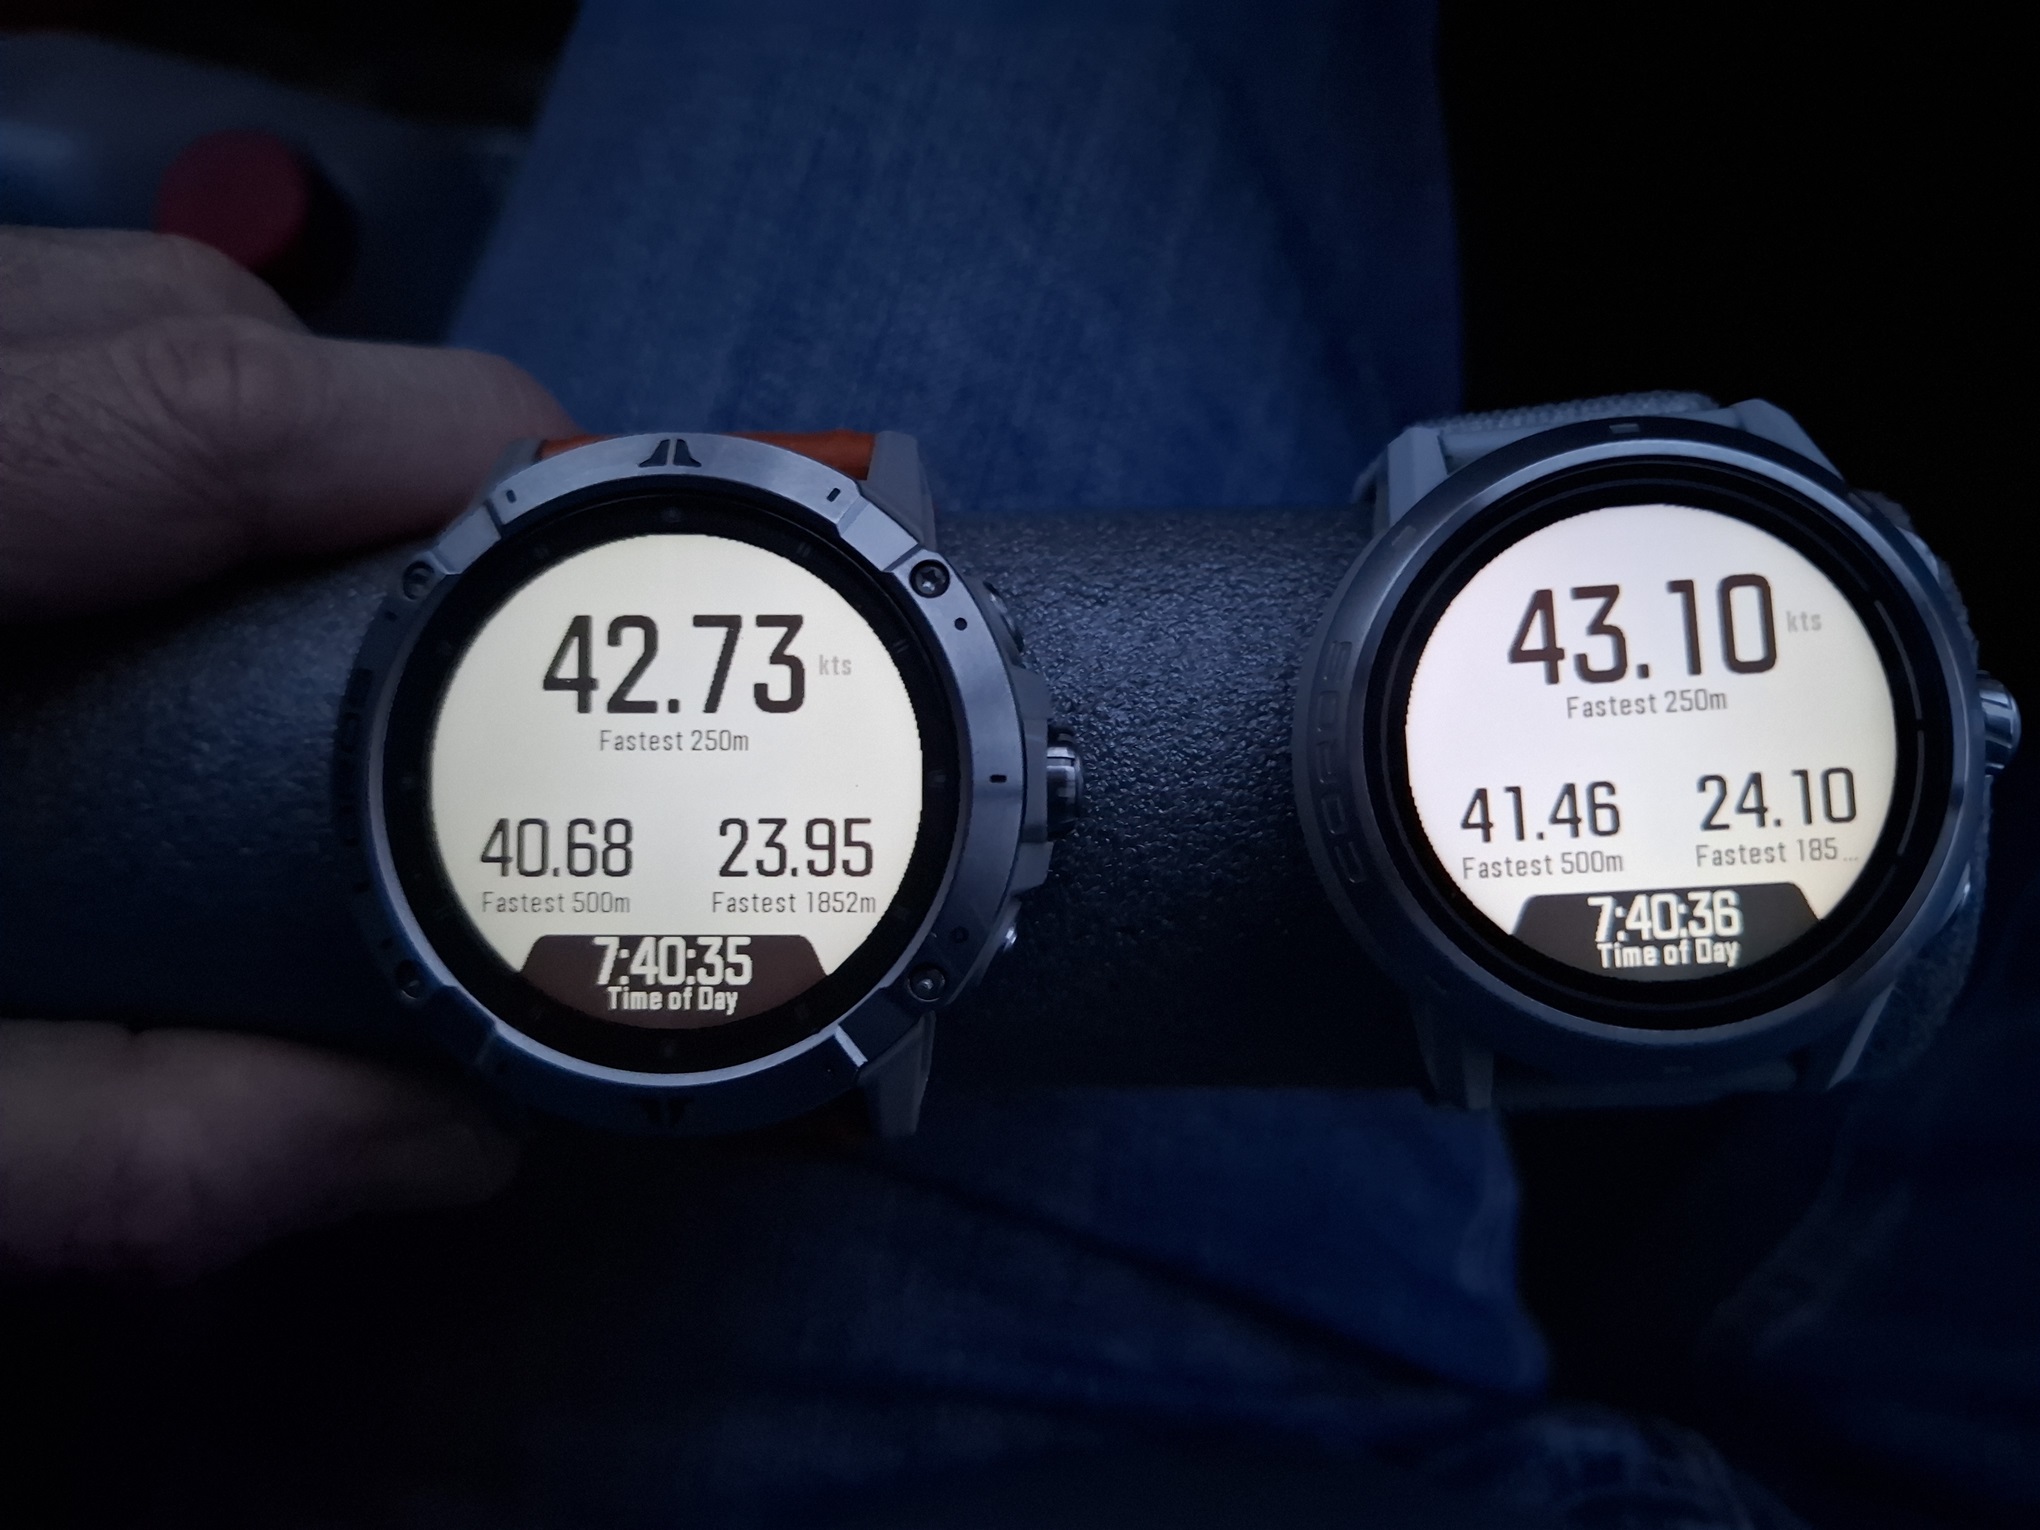 42.73 kts
Fastest 250m
40.68 23.95
Fastest 500m Fastest 1852m
7:40:35
Time of Day
43.10 kts
Fastest 250m
41.46 24.10
Fastest 500m Fastest 185...
7:40:36
Time of Day
COROS